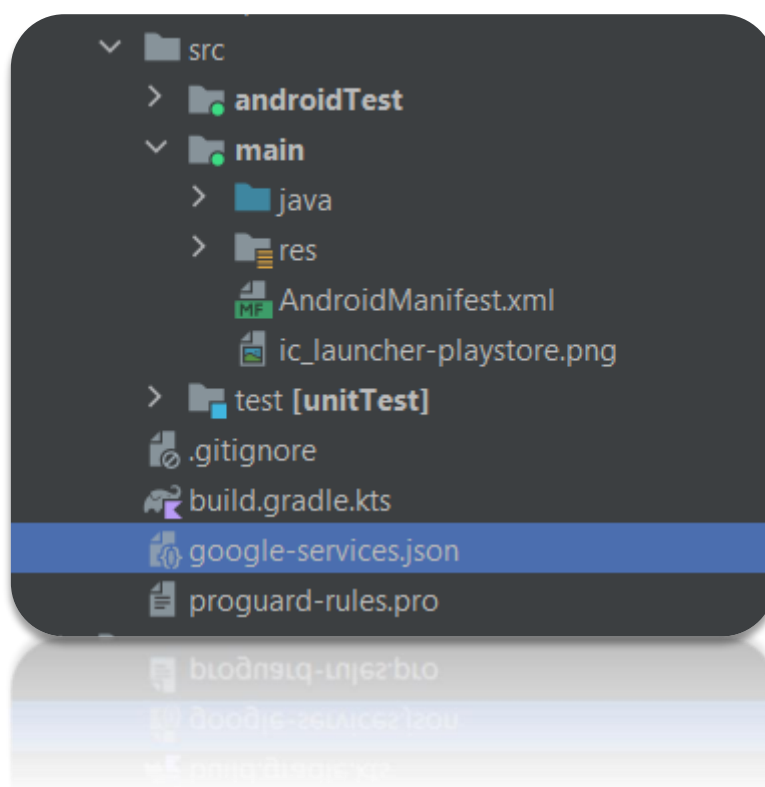 src
androidTest
main
java
res
MF AndroidManifest.xml
ic_launcher-playstore.png
test [unitTest]
.gitignore
build.gradle.kts
google-services.json
proguard-rules.pro